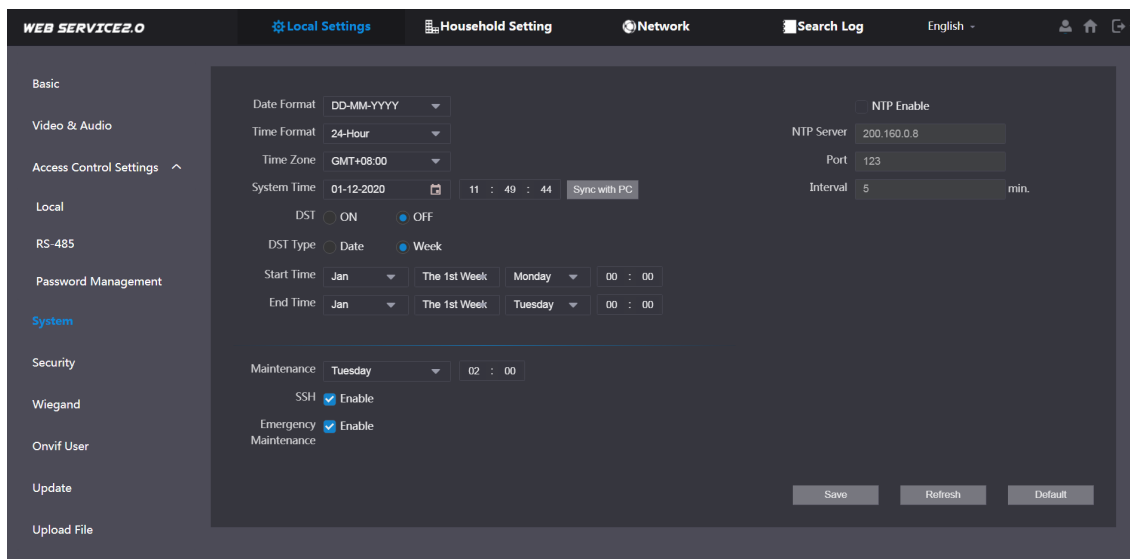 WEB SERVICE2.0 Local Settings Household Setting Network Search Log English
Basic
Video & Audio
Access Control Settings
Local
RS-485
Password Management
System
Security
Wiegand
Onvif User
Update
Upload File
Date Format DD-MM-YYYY
Time Format 24-Hour
Time Zone GMT+08:00
System Time 01-12-2020 11 : 49 : 44 Sync with PC
DST ON OFF
DST Type Date Week
Start Time Jan The 1st Week Monday 00 : 00
End Time Jan The 1st Week Tuesday 00 : 00
Maintenance Tuesday 02 : 00
SSH Enable
Emergency Enable
Maintenance
NTP Enable
NTP Server 200.160.0.8
Port 123
Interval 5 min.
Save Refresh Default